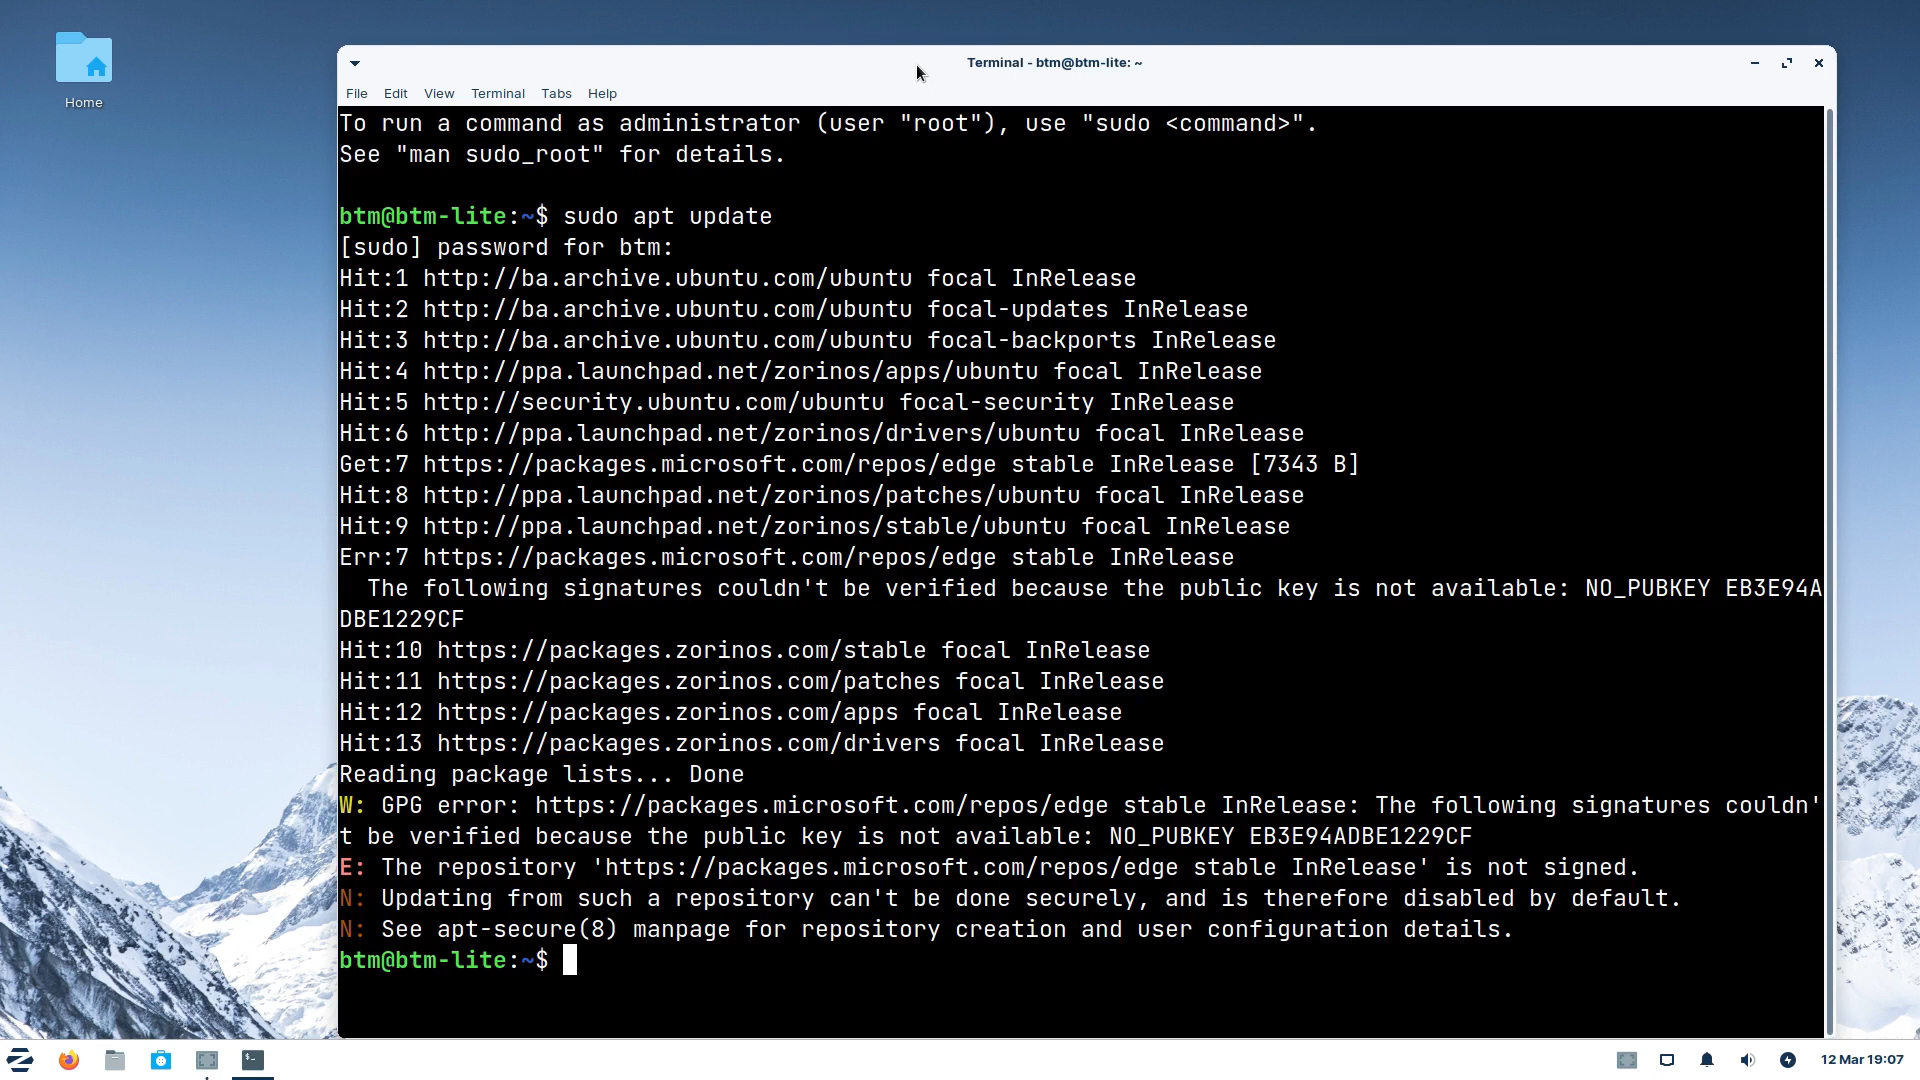 Home
Terminal - btm@btm-lite: ~
File Edit View Terminal Tabs Help
To run a command as administrator (user "root"), use "sudo <command>".
See "man sudo_root" for details.
btm@btm-lite:~$ sudo apt update
[sudo] password for btm:
Hit:1 http://ba.archive.ubuntu.com/ubuntu focal InRelease
Hit:2 http://ba.archive.ubuntu.com/ubuntu focal-updates InRelease
Hit:3 http://ba.archive.ubuntu.com/ubuntu focal-backports InRelease
Hit:4 http://ppa.launchpad.net/zorinos/apps/ubuntu focal InRelease
Hit:5 http://security.ubuntu.com/ubuntu focal-security InRelease
Hit:6 http://ppa.launchpad.net/zorinos/drivers/ubuntu focal InRelease
Get:7 https://packages.microsoft.com/repos/edge stable InRelease [7343 B]
Hit:8 http://ppa.launchpad.net/zorinos/patches/ubuntu focal InRelease
Hit:9 http://ppa.launchpad.net/zorinos/stable/ubuntu focal InRelease
Err:7 https://packages.microsoft.com/repos/edge stable InRelease
  The following signatures couldn't be verified because the public key is not available: NO_PUBKEY EB3E94A
DBE1229CF
Hit:10 https://packages.zorinos.com/stable focal InRelease
Hit:11 https://packages.zorinos.com/patches focal InRelease
Hit:12 https://packages.zorinos.com/apps focal InRelease
Hit:13 https://packages.zorinos.com/drivers focal InRelease
Reading package lists... Done
W: GPG error: https://packages.microsoft.com/repos/edge stable InRelease: The following signatures couldn'
t be verified because the public key is not available: NO_PUBKEY EB3E94ADBE1229CF
E: The repository 'https://packages.microsoft.com/repos/edge stable InRelease' is not signed.
N: Updating from such a repository can't be done securely, and is therefore disabled by default.
N: See apt-secure(8) manpage for repository creation and user configuration details.
btm@btm-lite:~$
12 Mar 19:07